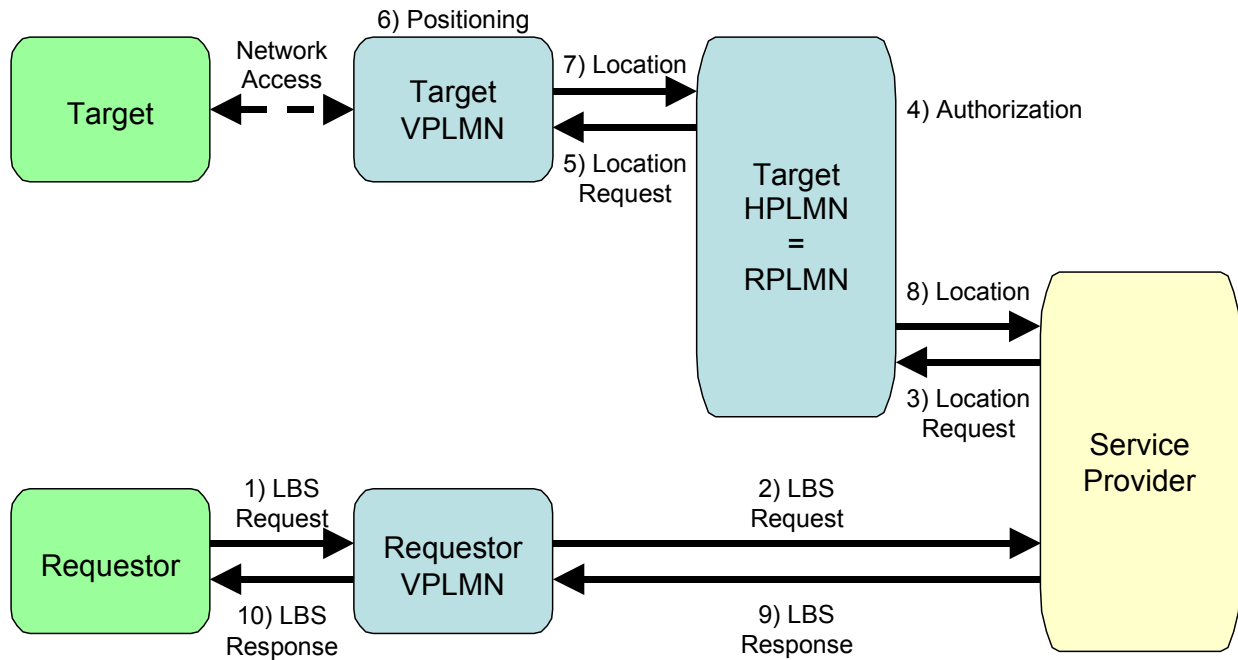 6) Positioning
Network
Access
7) Location
Target
Target
VPLMN
4) Authorization
5) Location
Request
Target
HPLMN
=
RPLMN
8) Location
3) Location
Request
Service
Provider
1) LBS
Request
2) LBS
Request
Requestor
Requestor
VPLMN
10) LBS
Response
9) LBS
Response